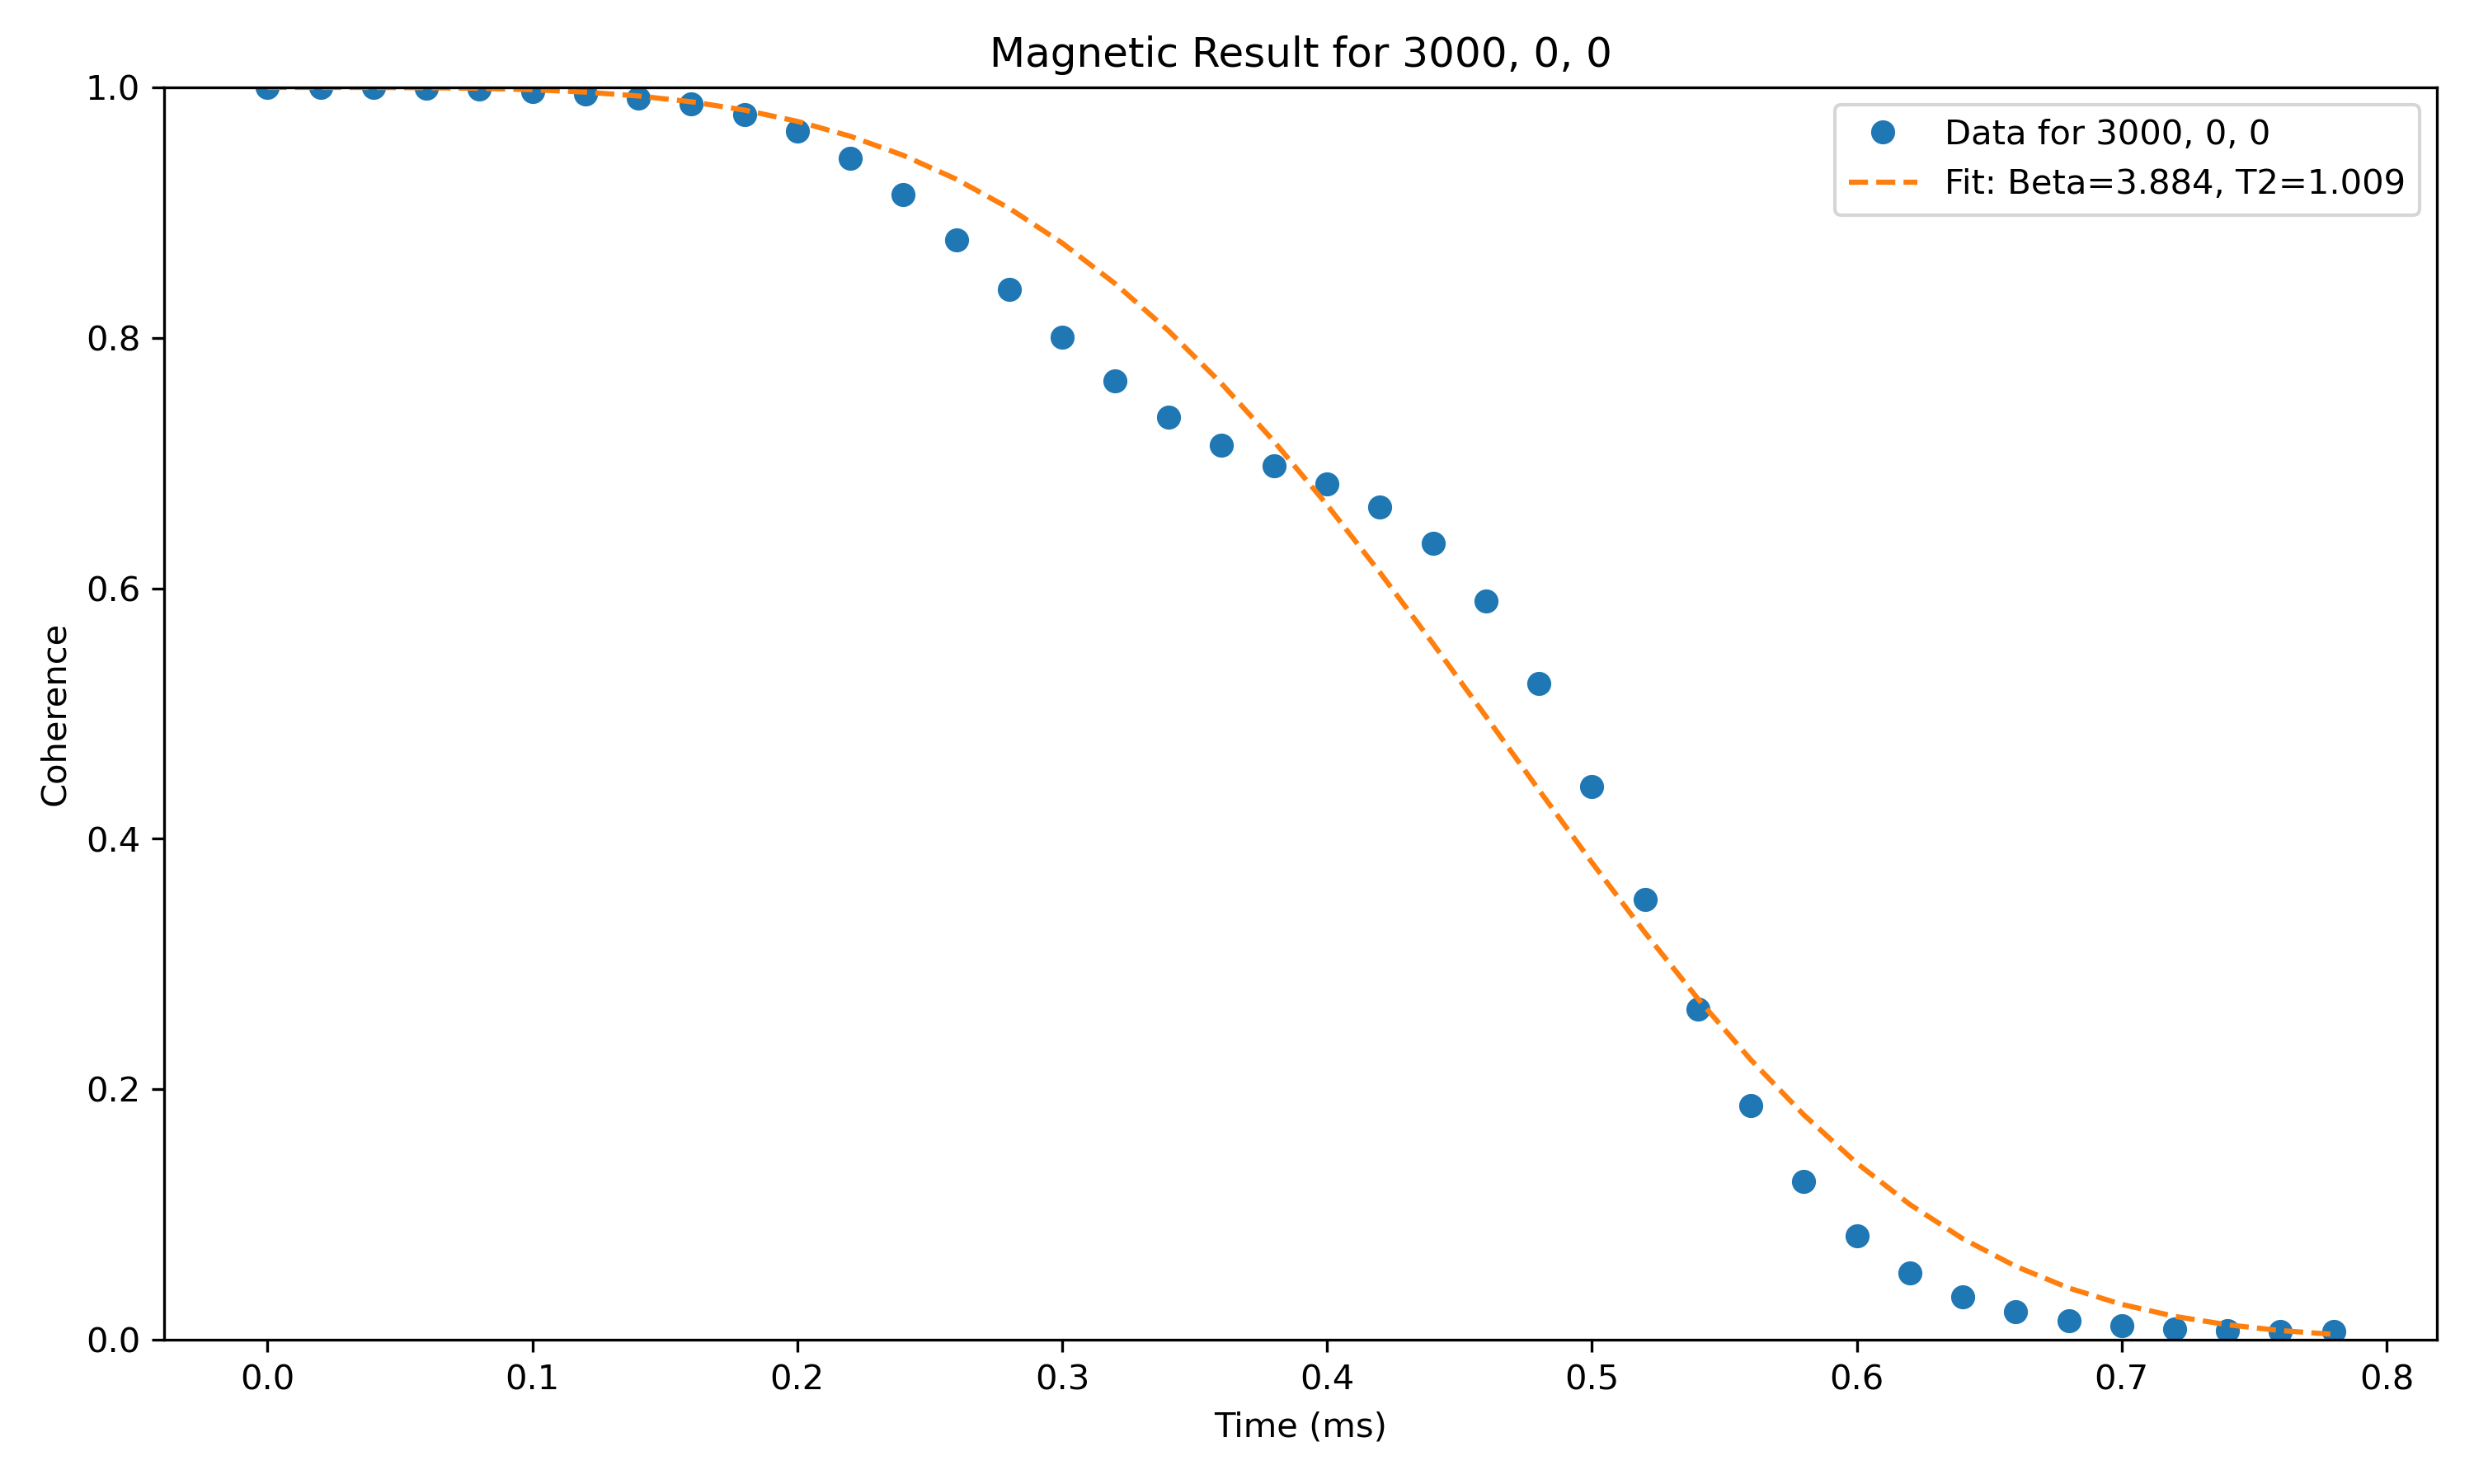 Magnetic Result for 3000, 0, 0
Data for 3000, 0, 0
Fit: Beta=3.884, T2=1.009
Coherence
1.0
0.8
0.6
0.4
0.2
0.0
0.0 0.1 0.2 0.3 0.4 0.5 0.6 0.7 0.8
Time (ms)